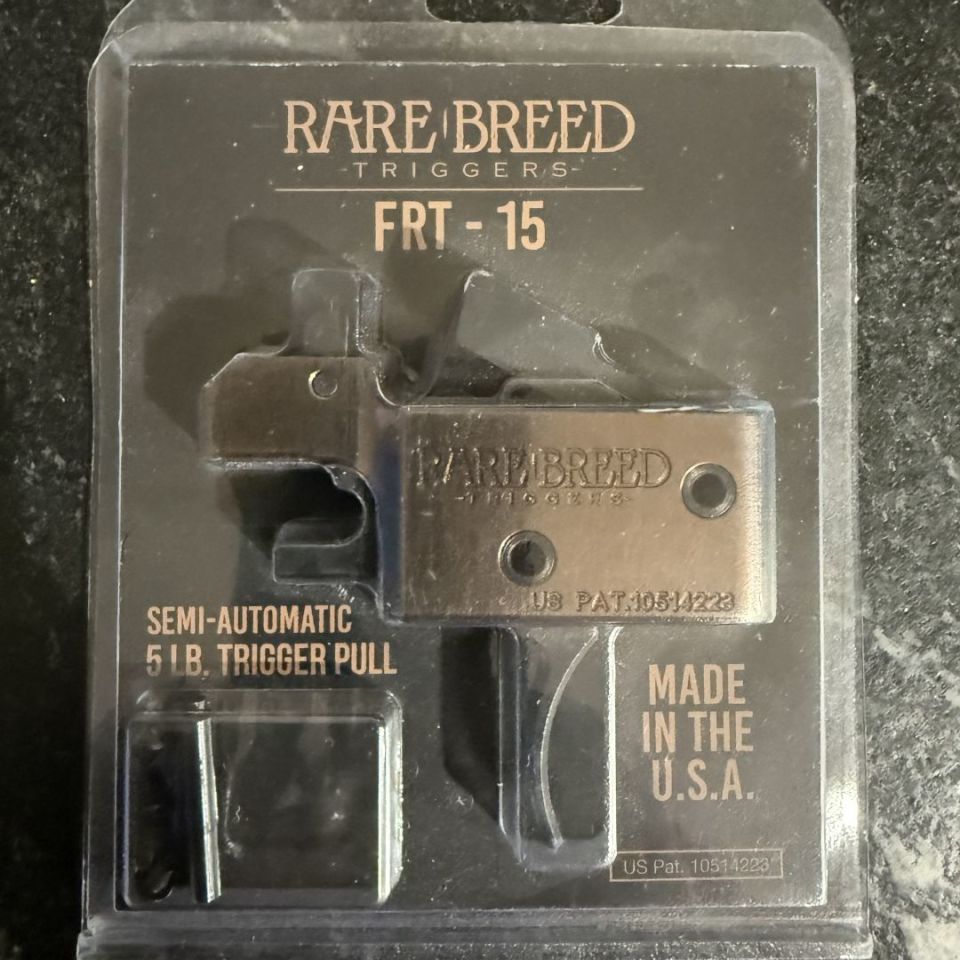 RARE BREED
-TRIGGERS-
FRT - 15
RARE BREED
-TRIGGERS-
US PAT.10514223
SEMI-AUTOMATIC
5 LB. TRIGGER PULL
MADE
IN THE
U.S.A.
US Pat. 10514223